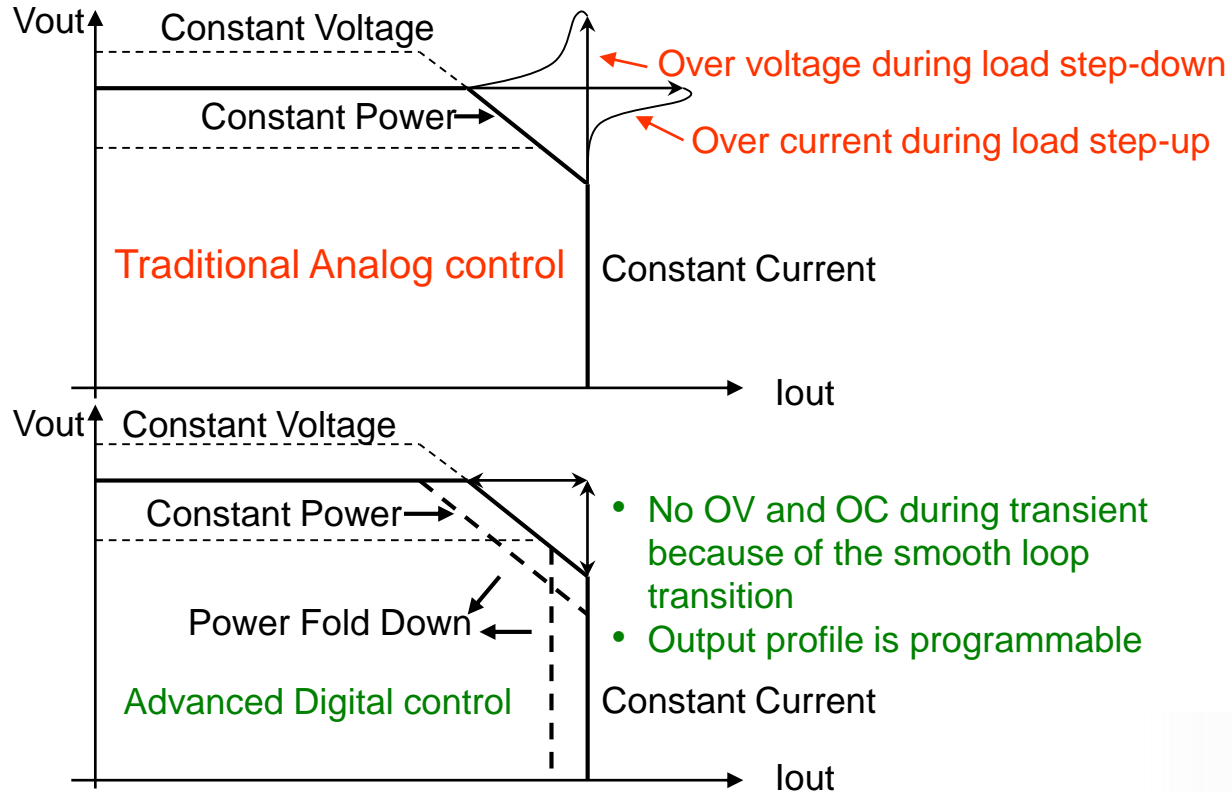 Vout
Constant Voltage
Over voltage during load step-down
Constant Power
Over current during load step-up
Traditional Analog control
Constant Current
Iout
Vout
Constant Voltage
Constant Power
• No OV and OC during transient
because of the smooth loop
transition
Power Fold Down
• Output profile is programmable
Advanced Digital control
Constant Current
Iout